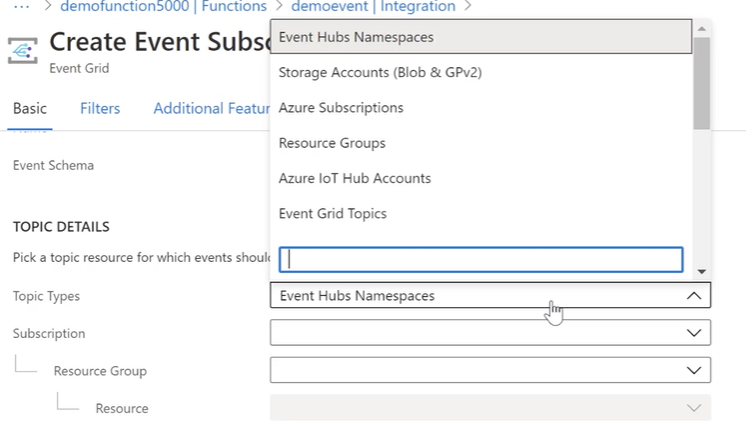 ··· > demofunction5000 | Functions > demoevent | Integration >
Create Event Subsc
Event Grid
Basic Filters Additional Featur
Event Schema
TOPIC DETAILS
Pick a topic resource for which events should
Topic Types
Subscription
Resource Group
Resource
Event Hubs Namespaces
Storage Accounts (Blob & GPv2)
Azure Subscriptions
Resource Groups
Azure IoT Hub Accounts
Event Grid Topics
Event Hubs Namespaces